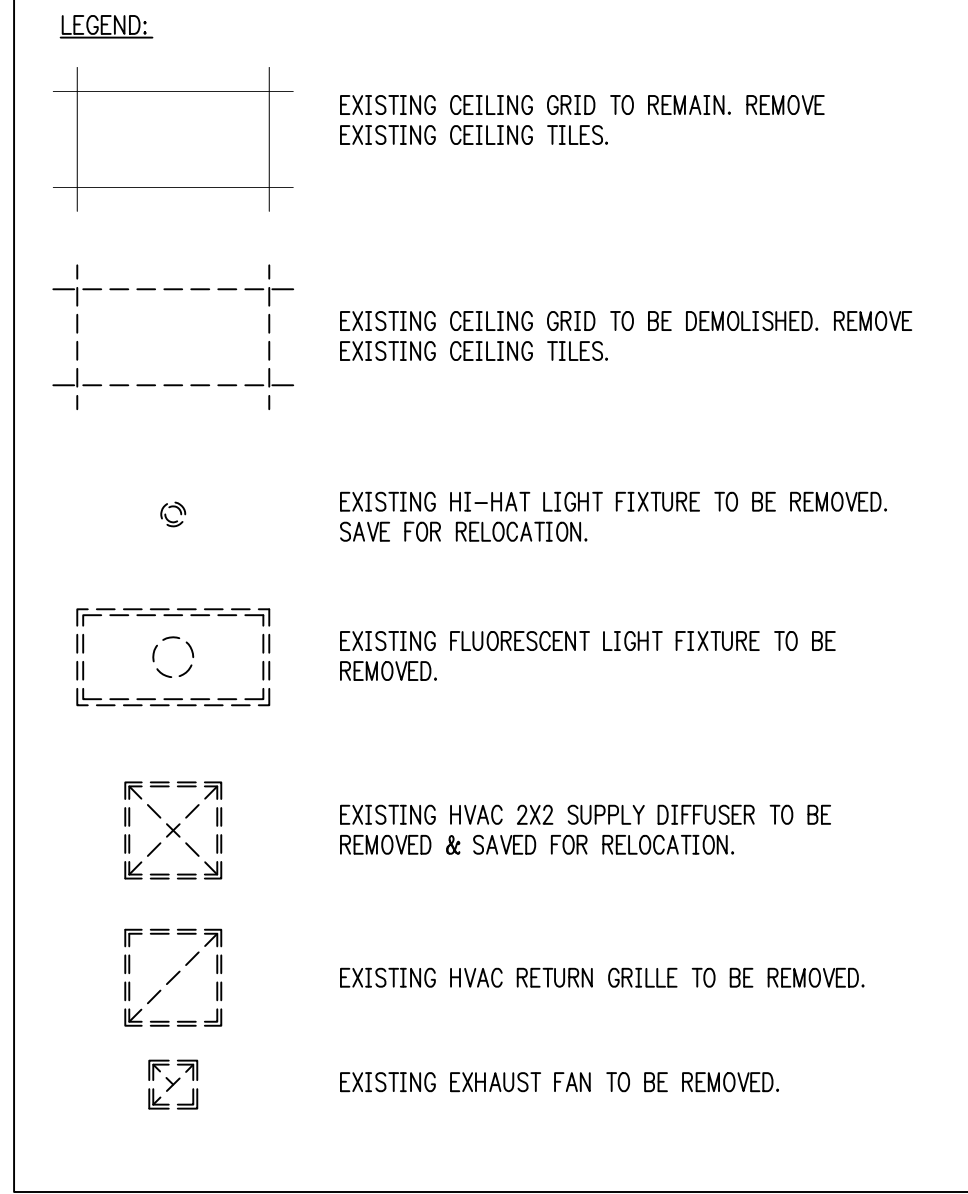 LEGEND:
EXISTING CEILING GRID TO REMAIN. REMOVE
EXISTING CEILING TILES.
EXISTING CEILING GRID TO BE DEMOLISHED. REMOVE
EXISTING CEILING TILES.
EXISTING HI-HAT LIGHT FIXTURE TO BE REMOVED.
SAVE FOR RELOCATION.
EXISTING FLUORESCENT LIGHT FIXTURE TO BE
REMOVED.
EXISTING HVAC 2X2 SUPPLY DIFFUSER TO BE
REMOVED & SAVED FOR RELOCATION.
EXISTING HVAC RETURN GRILLE TO BE REMOVED.
EXISTING EXHAUST FAN TO BE REMOVED.